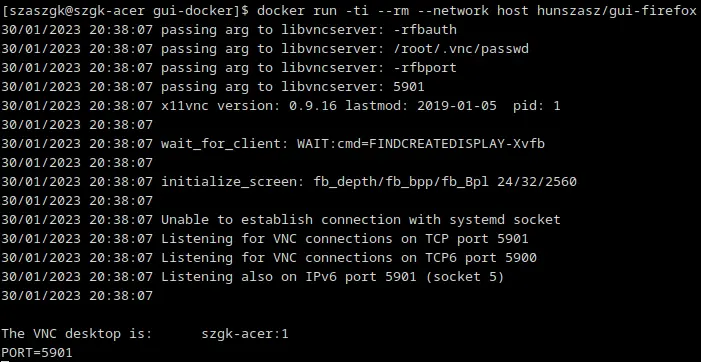 [szaszgk@szgk-acer gui-docker]$ docker run -ti --rm --network host hunszasz/gui-firefox
30/01/2023 20:38:07 passing arg to libvncserver: -rfbauth
30/01/2023 20:38:07 passing arg to libvncserver: /root/.vnc/passwd
30/01/2023 20:38:07 passing arg to libvncserver: -rfbport
30/01/2023 20:38:07 passing arg to libvncserver: 5901
30/01/2023 20:38:07 x11vnc version: 0.9.16 lastmod: 2019-01-05  pid: 1
30/01/2023 20:38:07
30/01/2023 20:38:07 wait_for_client: WAIT:cmd=FINDCREATEDISPLAY-Xvfb
30/01/2023 20:38:07
30/01/2023 20:38:07 initialize_screen: fb_depth/fb_bpp/fb_Bpl 24/32/2560
30/01/2023 20:38:07
30/01/2023 20:38:07 Unable to establish connection with systemd socket
30/01/2023 20:38:07 Listening for VNC connections on TCP port 5901
30/01/2023 20:38:07 Listening for VNC connections on TCP6 port 5900
30/01/2023 20:38:07 Listening also on IPv6 port 5901 (socket 5)
30/01/2023 20:38:07
The VNC desktop is:      szgk-acer:1
PORT=5901